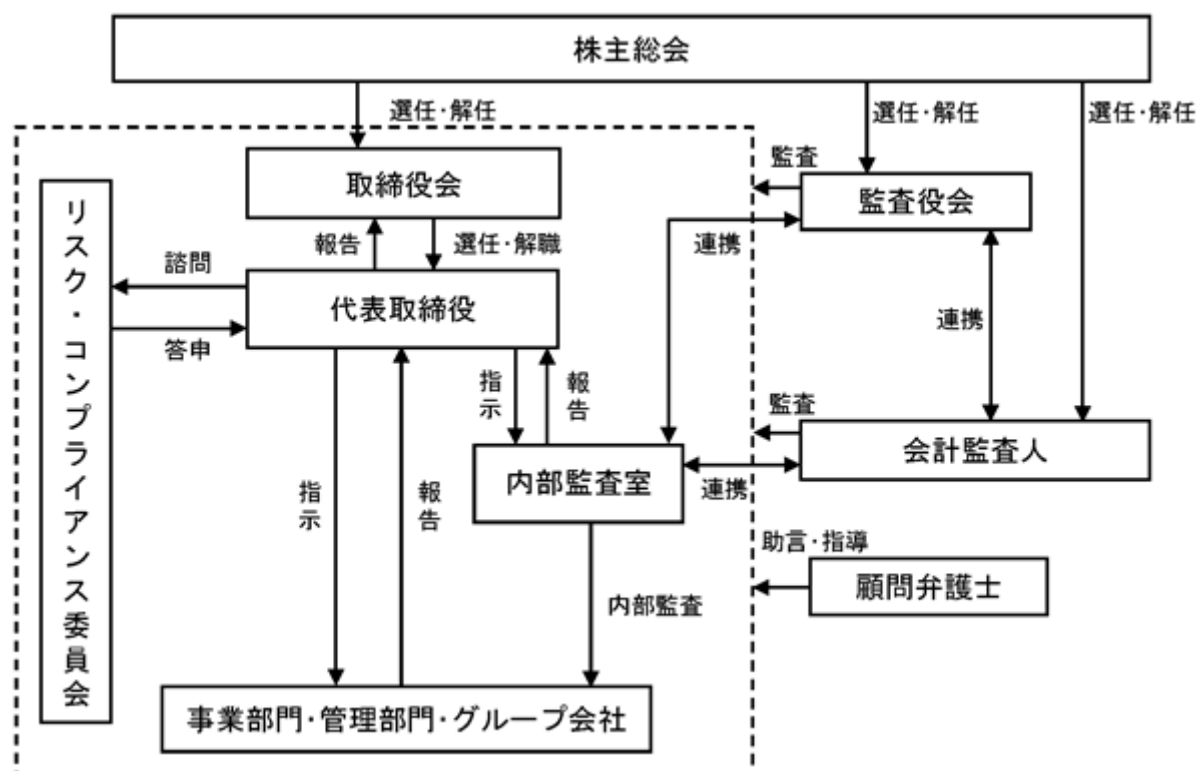 株主総会
選任・解任
選任・解任
選任・解任
取締役会
監査
監査役会
リスク・コンプライアンス委員会
報告
選任・解職
連携
諮問
代表取締役
答申
連携
指示
報告
監査
会計監査人
内部監査室
連携
指示
報告
助言・指導
顧問弁護士
内部監査
事業部門・管理部門・グループ会社